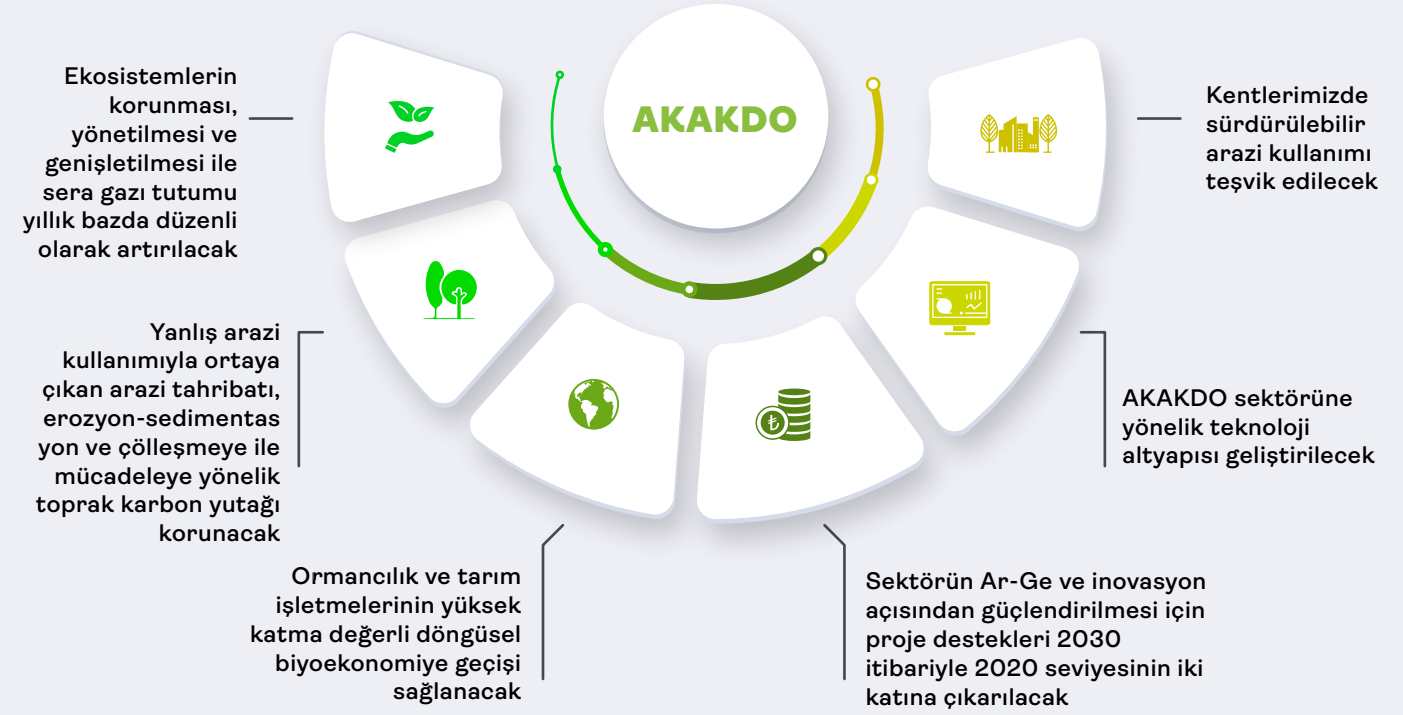 AKAKDO
Ekosistemlerin
korunması,
yönetilmesi ve
genişletilmesi ile
sera gazı tutumu
yıllık bazda düzenli
olarak artırılacak
Yanlış arazi
kullanımıyla ortaya
çıkan arazi tahribatı,
erozyon-sedimentas
yon ve çölleşmeye ile
mücadeleye yönelik
toprak karbon yutağı
korunacak
Ormancılık ve tarım
işletmelerinin yüksek
katma değerli döngüsel
biyoekonomiye geçişi
sağlanacak
Sektörün Ar-Ge ve inovasyon
açısından güçlendirilmesi için
proje destekleri 2030
itibariyle 2020 seviyesinin iki
katına çıkarılacak
AKAKDO sektörüne
yönelik teknoloji
altyapısı geliştirilecek
Kentlerimizde
sürdürülebilir
arazi kullanımı
teşvik edilecek